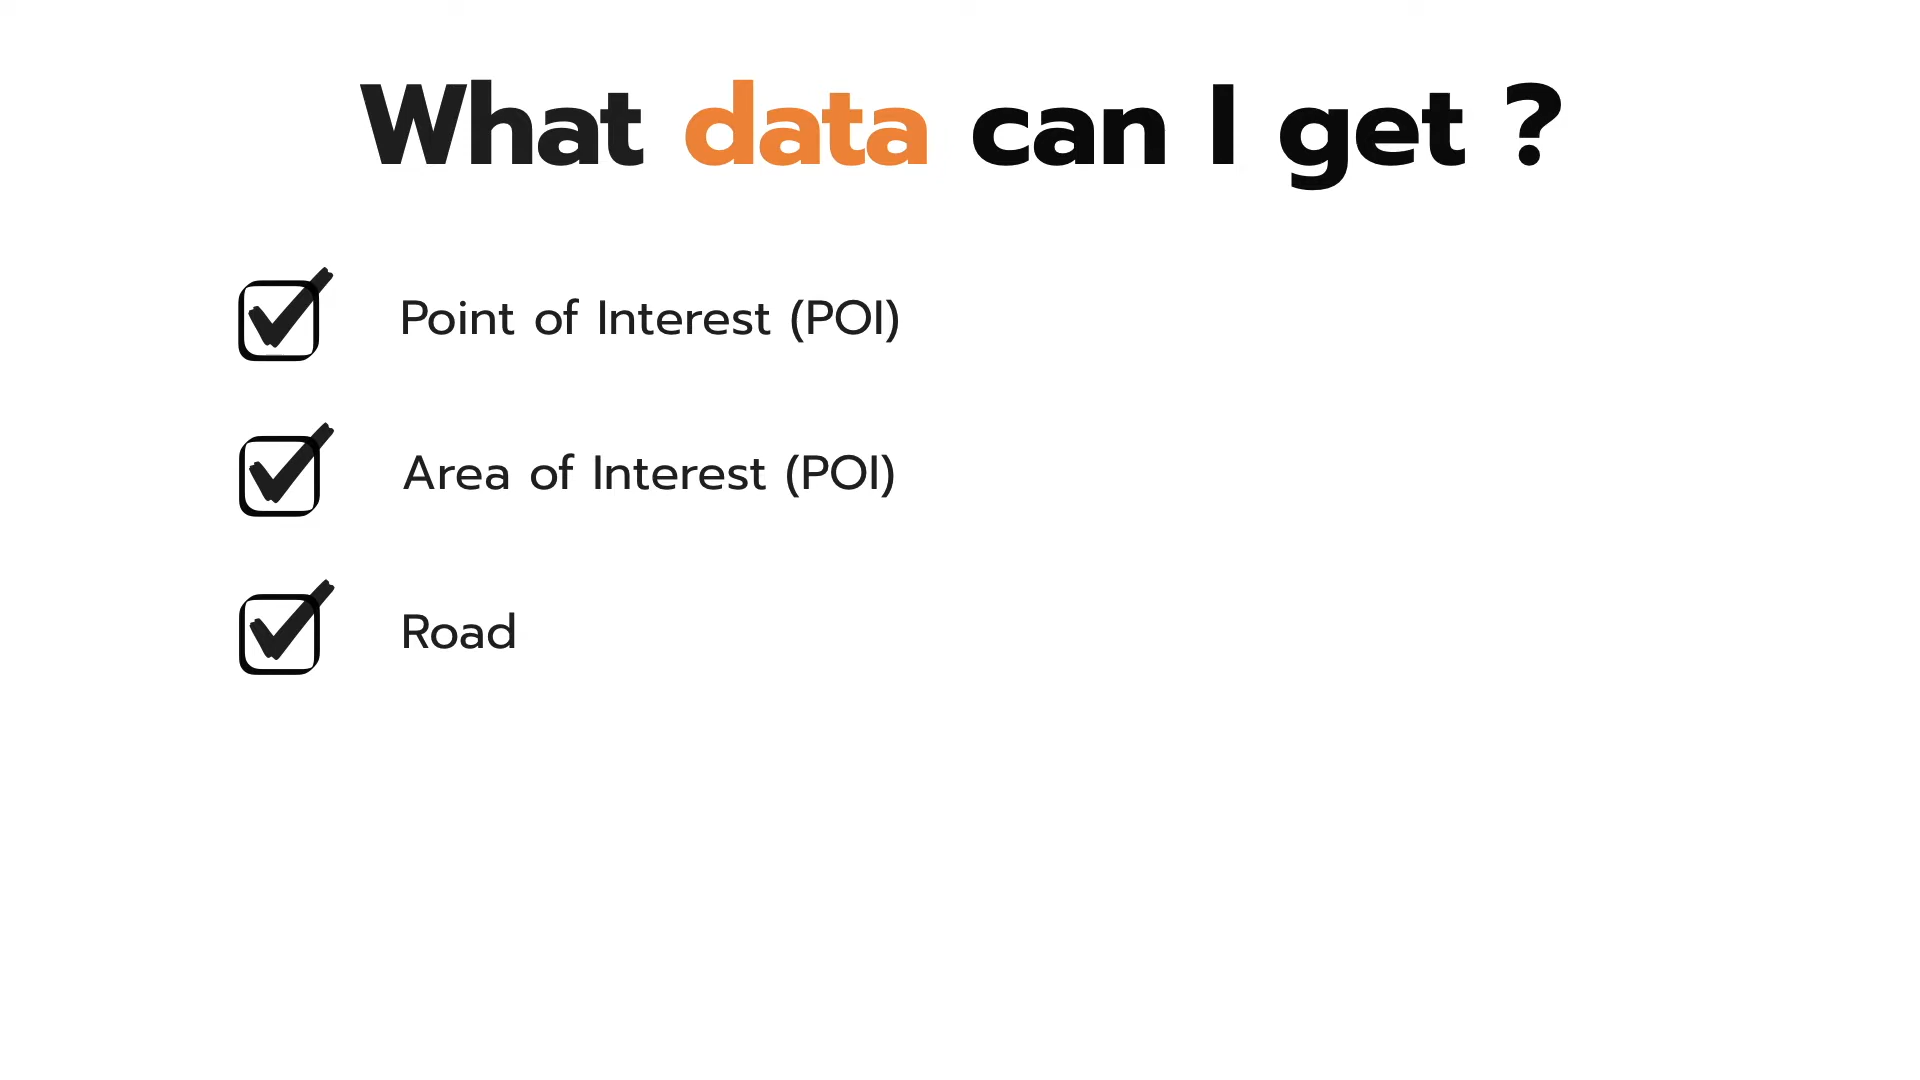 What data can I get ?
Point of Interest (POI)
Area of Interest (POI)
Road